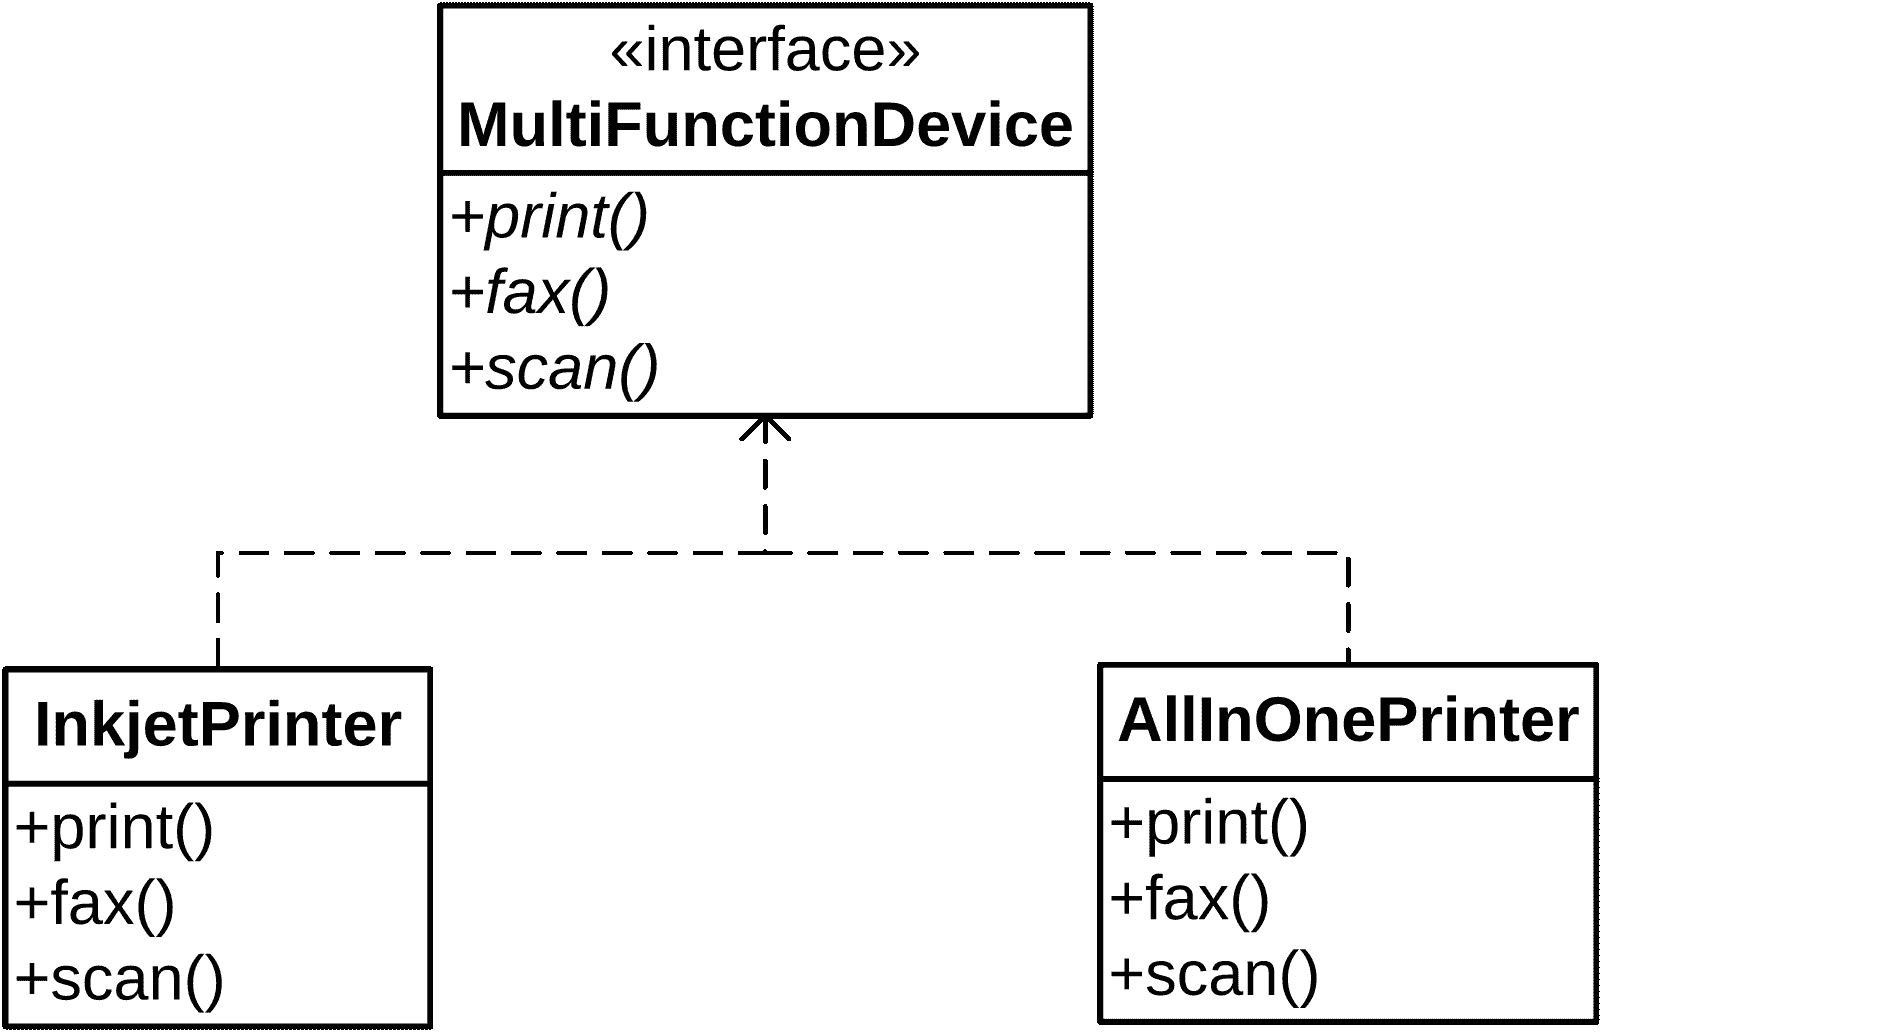 «interface»
MultiFunctionDevice
+print()
+fax()
+scan()
InkjetPrinter
+print()
+fax()
+scan()
AllInOnePrinter
+print()
+fax()
+scan()